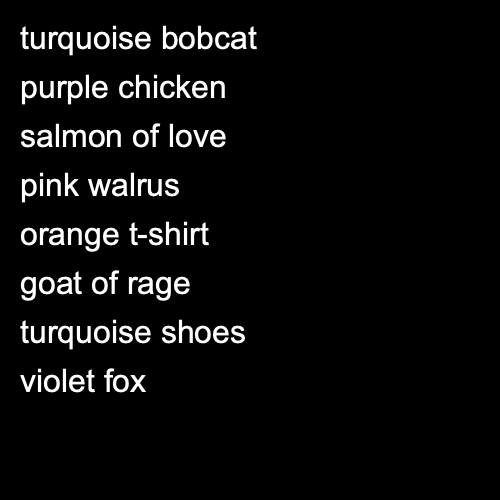 turquoise bobcat
purple chicken
salmon of love
pink walrus
orange t-shirt
goat of rage
turquoise shoes
violet fox